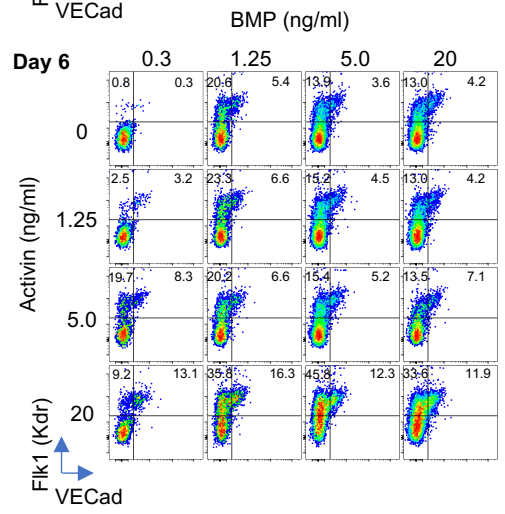 VECad
BMP (ng/ml)
Day 6
0.3 1.25 5.0 20
0.8 0.3 20.6 5.4 13.9 3.6 13.0 4.2
0
2.5 3.2 23.3 6.6 15.2 4.5 13.0 4.2
1.25
19.7 8.3 20.2 6.6 15.4 5.2 13.5 7.1
5.0
9.2 13.1 35.8 16.3 45.8 12.3 33.6 11.9
20
Activin (ng/ml)
Flk1 (Kdr)
VECad